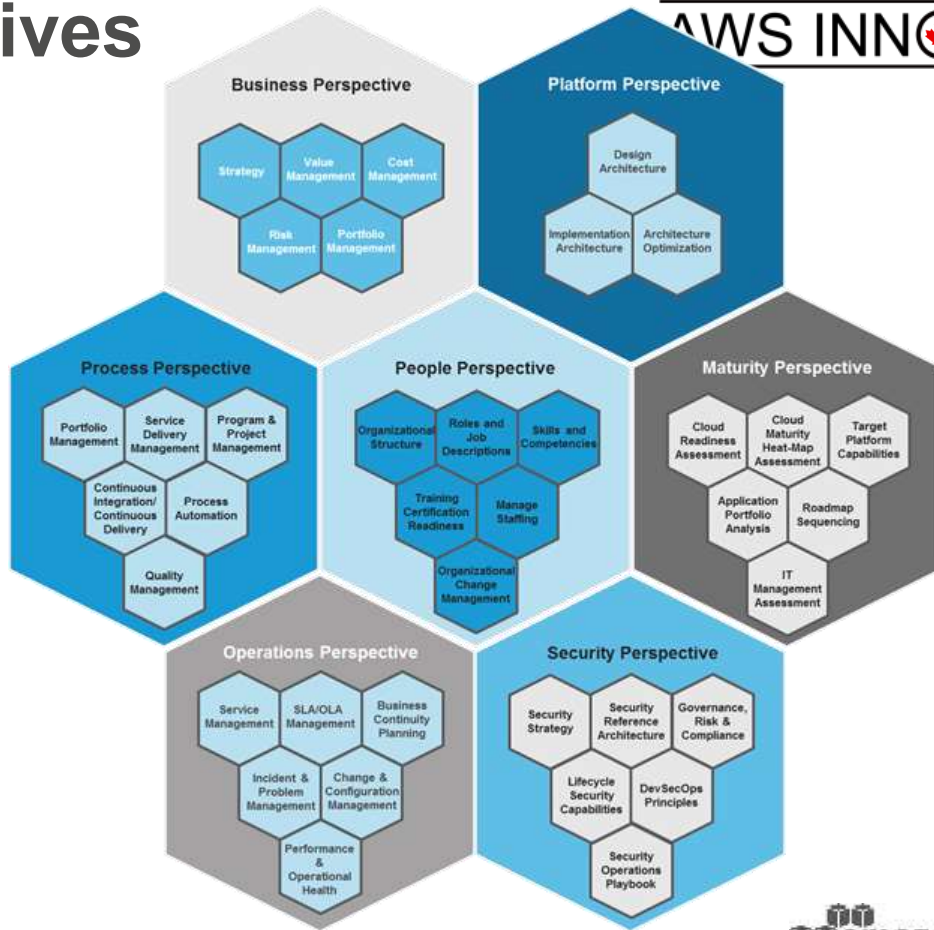 ives
AWS INNO
Business Perspective
Strategy
Value
Management
Cost
Management
Risk
Management
Portfolio
Management
Platform Perspective
Design
Architecture
Implementation
Architecture
Architecture
Optimization
Process Perspective
Portfolio
Management
Service
Delivery
Management
Program &
Project
Management
Continuous
Integration/
Continuous
Delivery
Process
Automation
Quality
Management
People Perspective
Organizational
Structure
Roles and
Job
Descriptions
Skills and
Competencies
Training
Certification
Readiness
Manage
Staffing
Organizational
Change
Management
Maturity Perspective
Cloud
Readiness
Assessment
Cloud
Maturity
Heat-Map
Assessment
Target
Platform
Capabilities
Application
Portfolio
Analysis
Roadmap
Sequencing
IT
Management
Assessment
Operations Perspective
Service
Management
SLA/OLA
Management
Business
Continuity
Planning
Incident &
Problem
Management
Change &
Configuration
Management
Performance
&
Operational
Health
Security Perspective
Security
Strategy
Security
Reference
Architecture
Governance,
Risk &
Compliance
Lifecycle
Security
Capabilities
DevSecOps
Principles
Security
Operations
Playbook